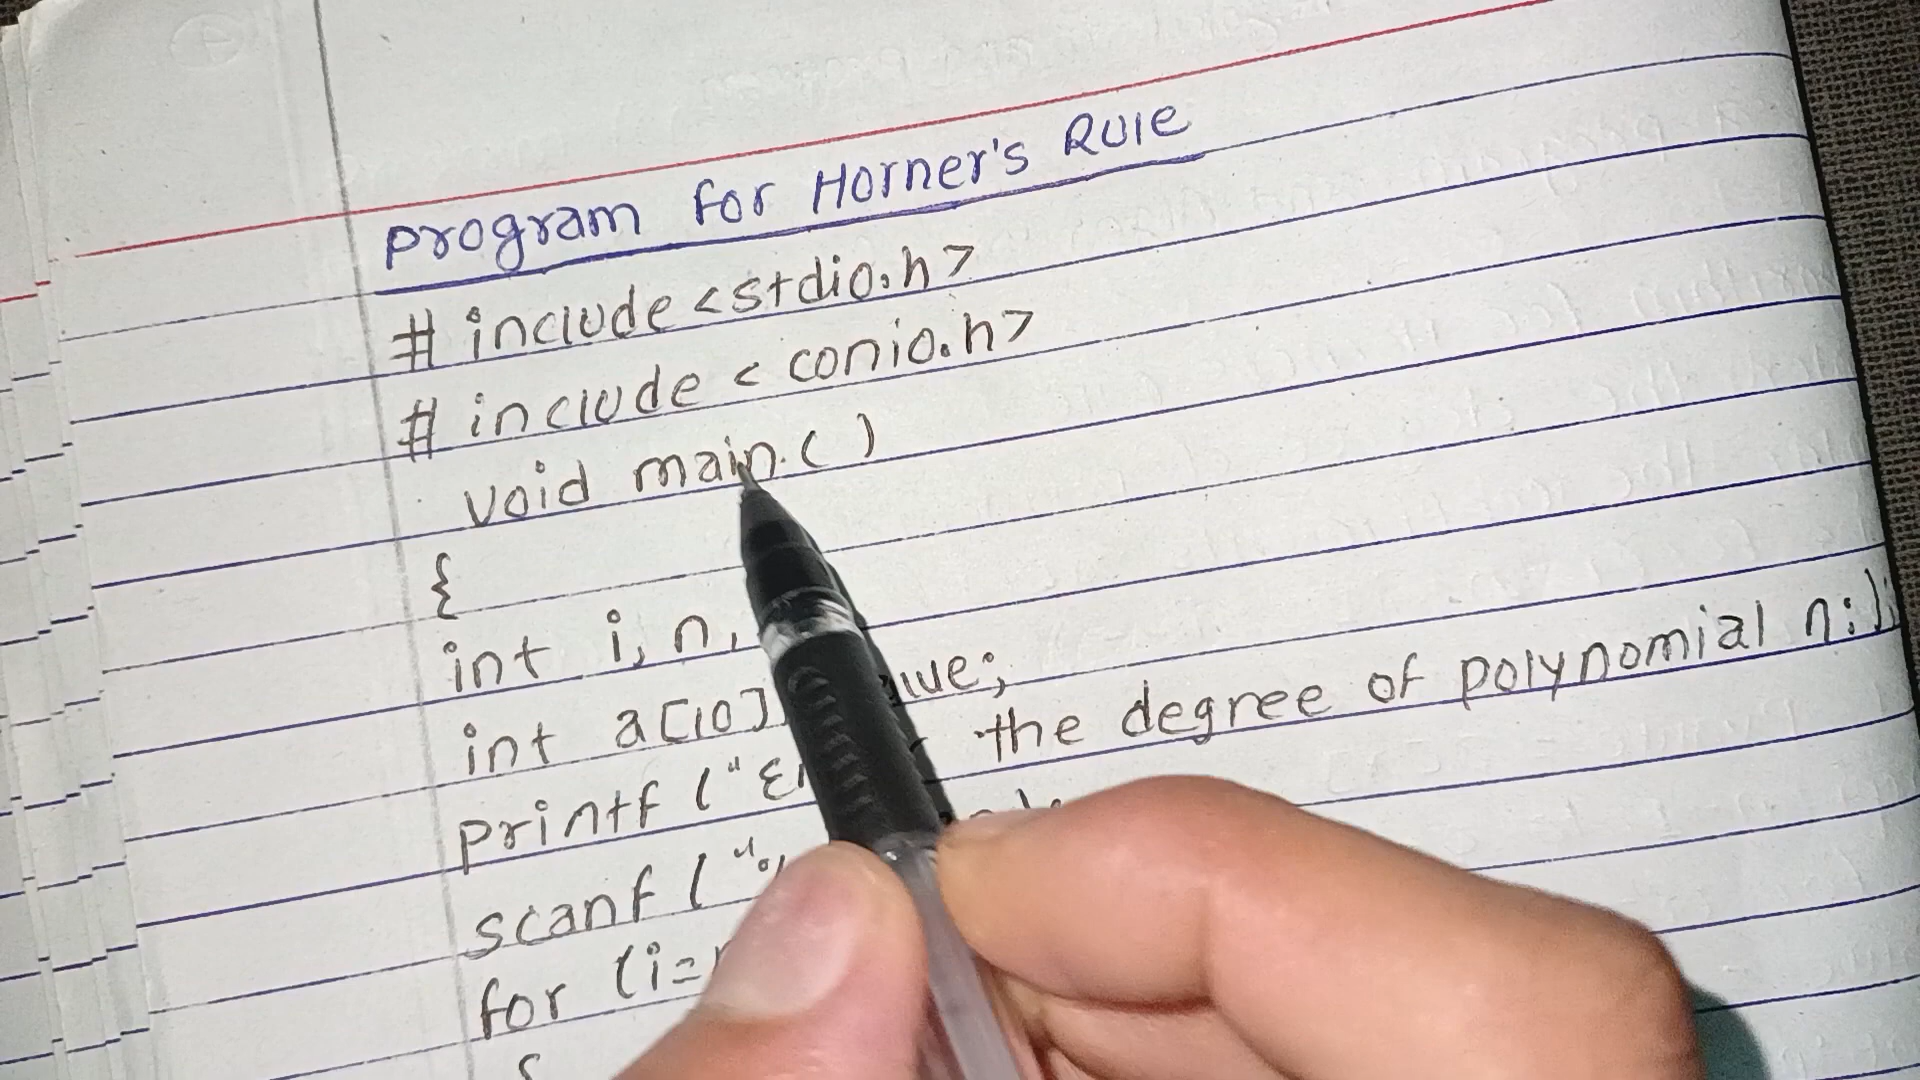 Program for Horner's Rule
# include <stdio.h>
# include < conio.h>
void main( )
{
int i, n,
int a[10]
printf (" the degree of polynomial n:
scanf ("%
for (i=